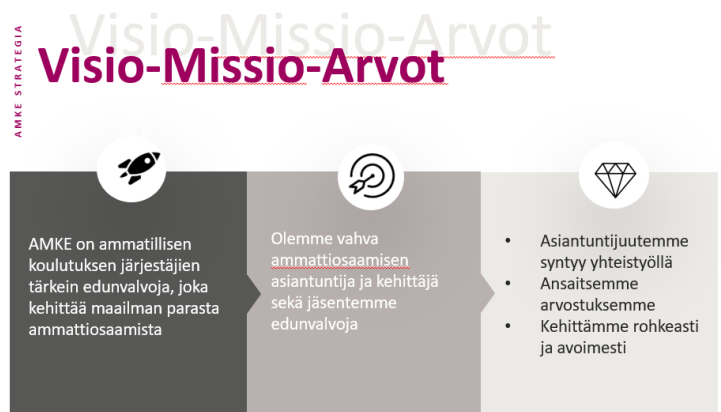 AMKE STRATEGIA
Visio-Missio-Arvot
Visio-Missio-Arvot
AMKE on ammatillisen
koulutuksen järjestäjien
tärkein edunvalvoja, joka
kehittää maailman parasta
ammattiosaamista
Olemme vahva
ammattiosaamisen
asiantuntija ja kehittäjä
sekä jäsentemme
edunvalvoja
• Asiantuntijuutemme
syntyy yhteistyöllä
• Ansaitsemme
arvostuksemme
• Kehittämme rohkeasti
ja avoimesti